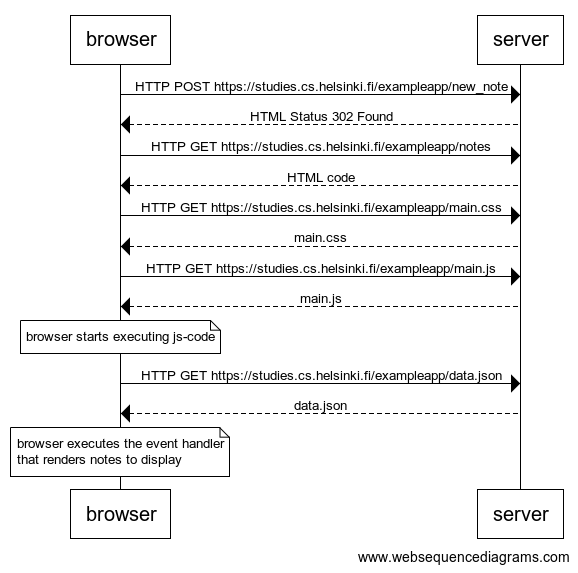 browser
server
HTTP POST https://studies.cs.helsinki.fi/exampleapp/new_note
HTML Status 302 Found
HTTP GET https://studies.cs.helsinki.fi/exampleapp/notes
HTML code
HTTP GET https://studies.cs.helsinki.fi/exampleapp/main.css
main.css
HTTP GET https://studies.cs.helsinki.fi/exampleapp/main.js
main.js
browser starts executing js-code
HTTP GET https://studies.cs.helsinki.fi/exampleapp/data.json
data.json
browser executes the event handler
that renders notes to display
browser
server
www.websequencediagrams.com